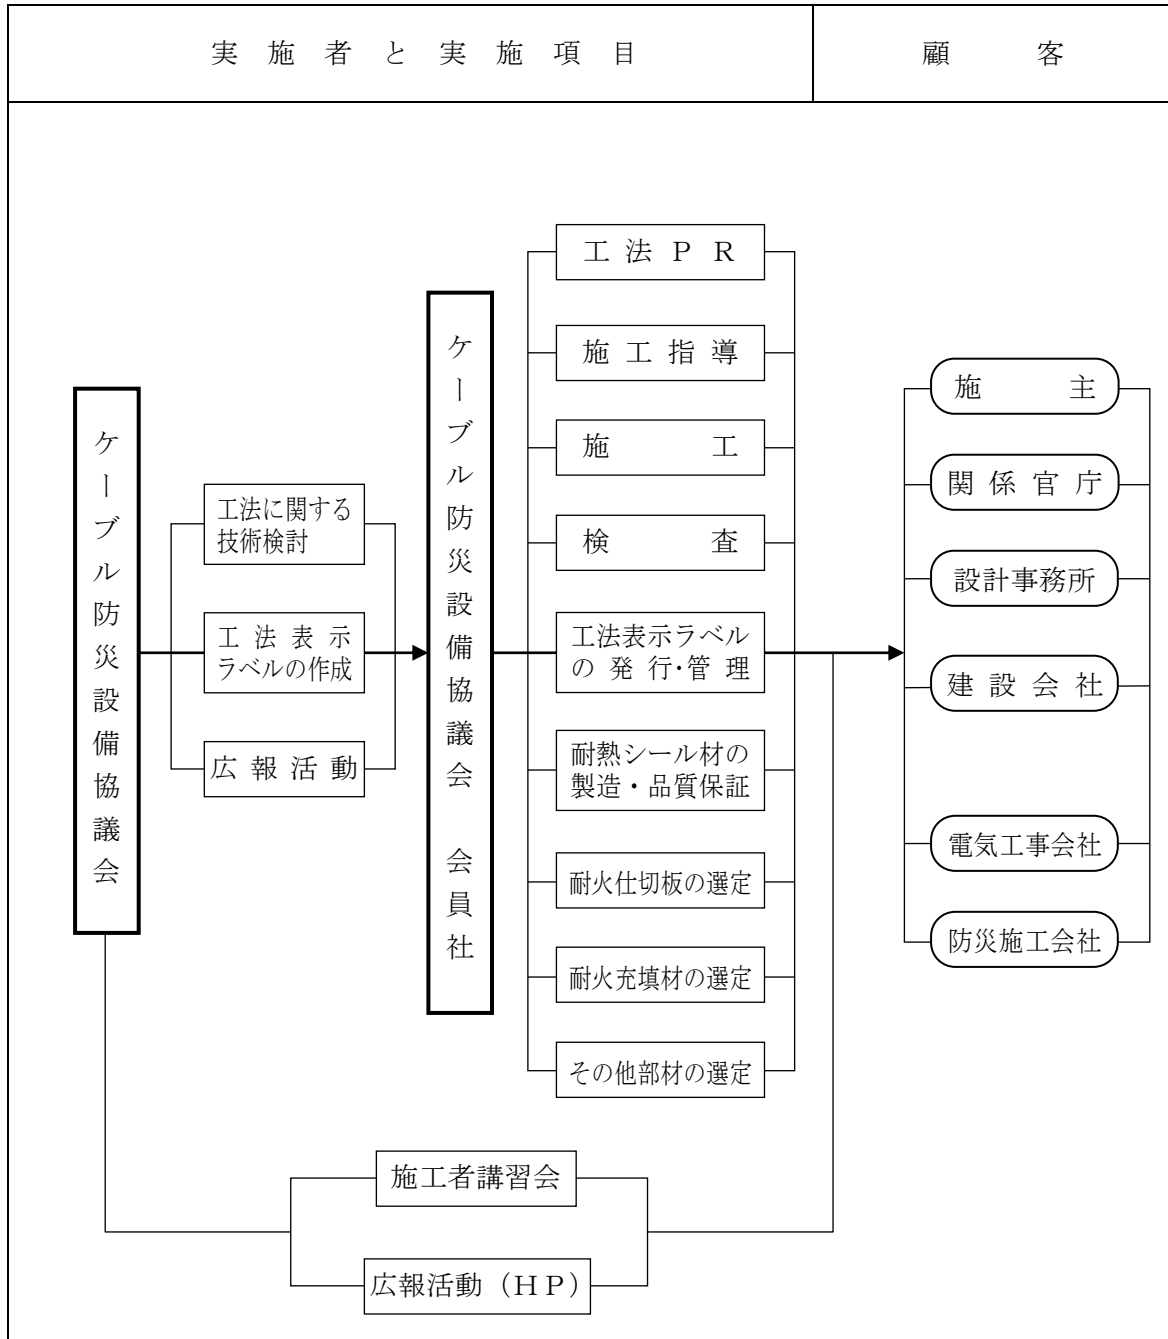 実施者と実施項目
顧客
ケーブル防災設備協議会
工法に関する
技術検討
工法表示
ラベルの作成
広報活動
ケーブル防災設備協議会 会員社
工法PR
施工指導
施工
検査
工法表示ラベル
の発行・管理
耐熱シール材の
製造・品質保証
耐火仕切板の選定
耐火充填材の選定
その他部材の選定
施主
関係官庁
設計事務所
建設会社
電気工事会社
防災施工会社
施工者講習会
広報活動(HP)